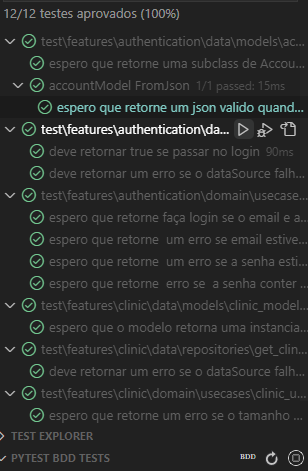 12/12 testes aprovados (100%)
test\features\authentication\data\models\ac...
espero que retorne uma subclass de Accou...
accountModel FromJson 1/1 passed: 15ms
espero que retorne um json valido quand...
test\features\authentication\da...
deve retornar true se passar no login 90ms
deve retornar um erro se o dataSource falh...
test\features\authentication\domain\usecase...
espero que retorne faça login se o email e a...
espero que retorne  um erro se email estive...
espero que retorne  um erro se a senha esti...
espero que retorne  erro se  a senha conter ...
test\features\clinic\data\models\clinic_model...
espero que o modelo retorna uma instancia...
test\features\clinic\data\repositories\get_clin...
deve retornar um erro se o dataSource falh...
test\features\clinic\domain\usecases\clinic_u...
espero que retorne um erro se o tamanho ...
TEST EXPLORER
PYTEST BDD TESTS BDD